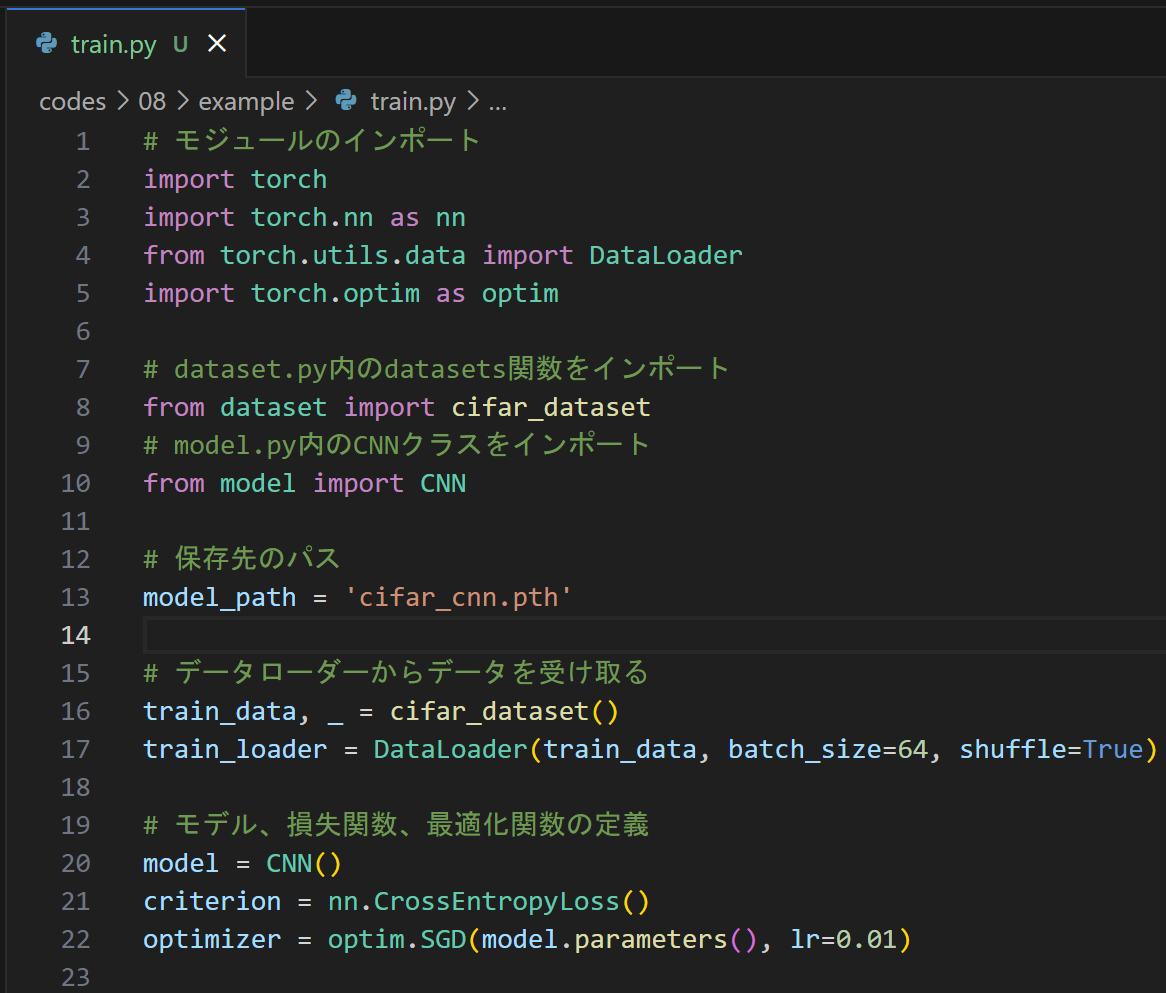 train.py U
codes > 08 > example > train.py > ...
1 # モジュールのインポート
2 import torch
3 import torch.nn as nn
4 from torch.utils.data import DataLoader
5 import torch.optim as optim
6
7 # dataset.py内のdatasets関数をインポート
8 from dataset import cifar_dataset
9 # model.py内のCNNクラスをインポート
10 from model import CNN
11
12 # 保存先のパス
13 model_path = 'cifar_cnn.pth'
14
15 # データローダーからデータを受け取る
16 train_data, _ = cifar_dataset()
17 train_loader = DataLoader(train_data, batch_size=64, shuffle=True)
18
19 # モデル、損失関数、最適化関数の定義
20 model = CNN()
21 criterion = nn.CrossEntropyLoss()
22 optimizer = optim.SGD(model.parameters(), lr=0.01)
23